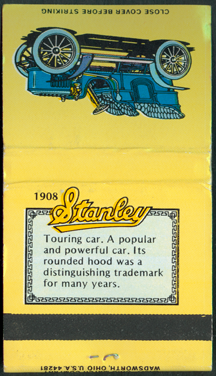 CLOSE COVER BEFORE STRIKING
1908 Stanley
Touring car. A popular
and powerful car. Its
rounded hood was a
distinguishing trademark
for many years.
WADSWORTH, OHIO U.S.A. 44281